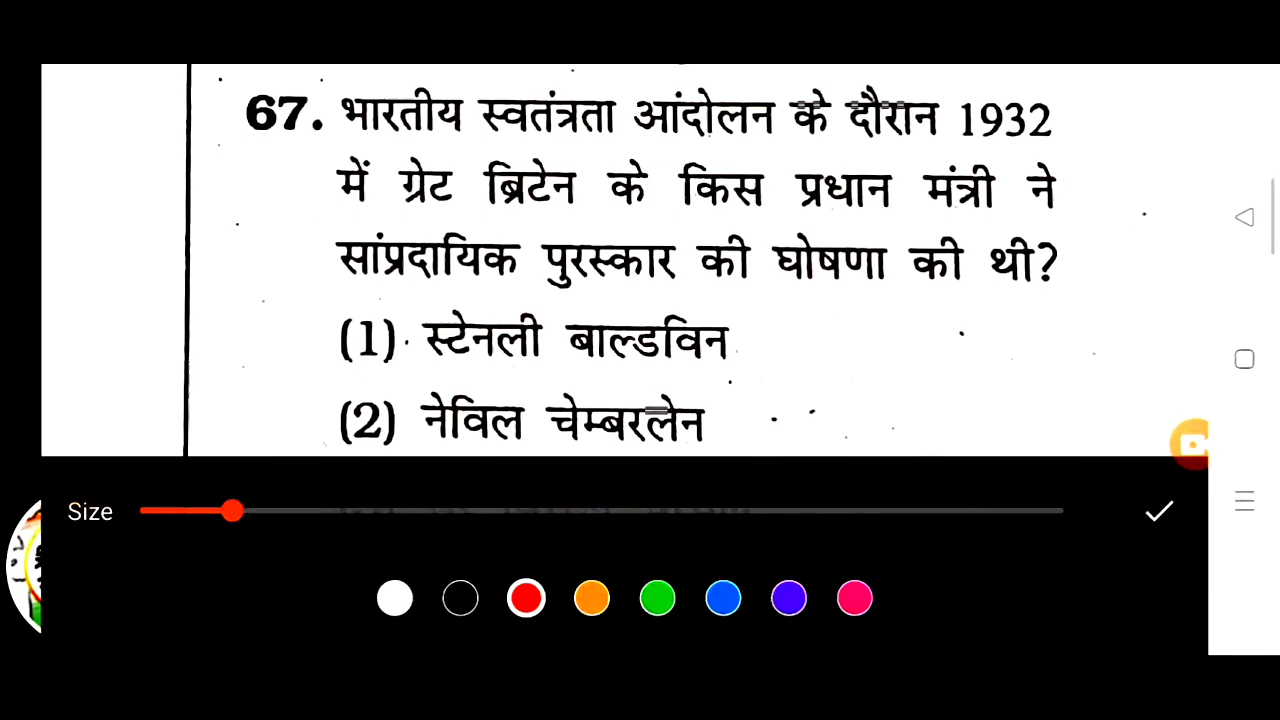 67. भारतीय स्वतंत्रता आंदोलन के दौरान 1932
में ग्रेट ब्रिटेन के किस प्रधान मंत्री ने
सांप्रदायिक पुरस्कार की घोषणा की थी?
(1) स्टेनली बाल्डविन
(2) नेविल चेम्बरलेन
Size